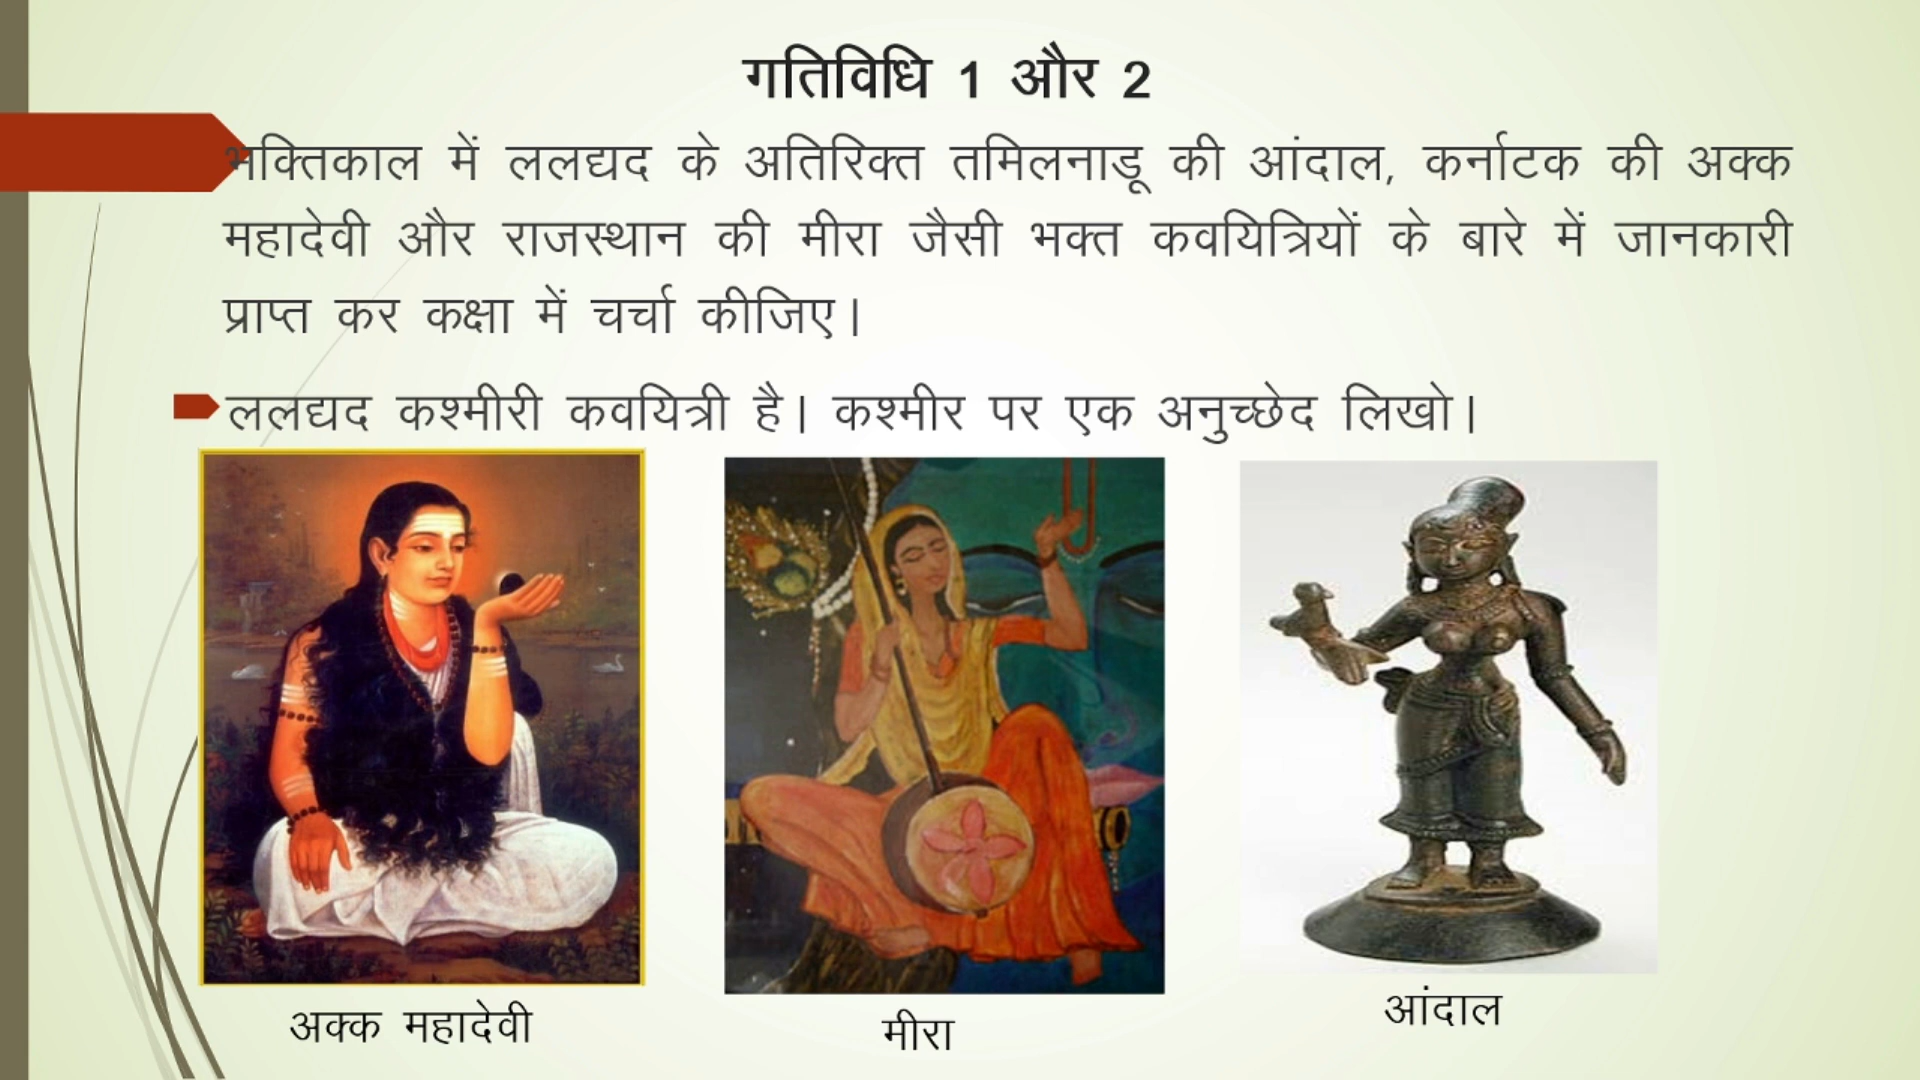 गतिविधि 1 और 2
भक्तिकाल में ललद्यद के अतिरिक्त तमिलनाडू की आंदाल, कर्नाटक की अक्क
महादेवी और राजस्थान की मीरा जैसी भक्त कवयित्रियों के बारे में जानकारी
प्राप्त कर कक्षा में चर्चा कीजिए।
ललद्यद कश्मीरी कवयित्री है। कश्मीर पर एक अनुच्छेद लिखो।
अक्क महादेवी
मीरा
आंदाल